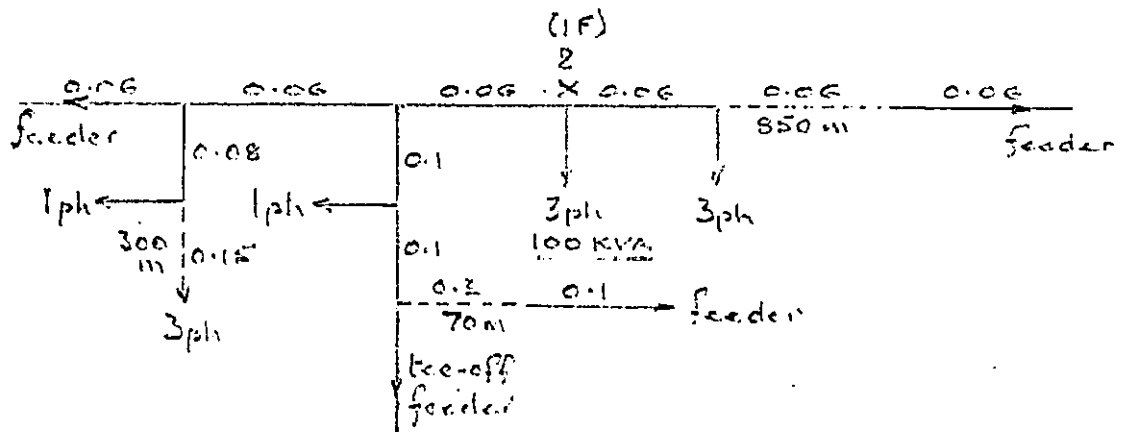 (1F)
2
0.06 0.06 0.06 X 0.06 0.06 0.06
feeder 850 m feeder
0.08 0.1
1ph 1ph 3ph 3ph
100 KVA
300 m 0.15 0.1
0.2 0.1
3ph 70m feeder
tee-off
feeder